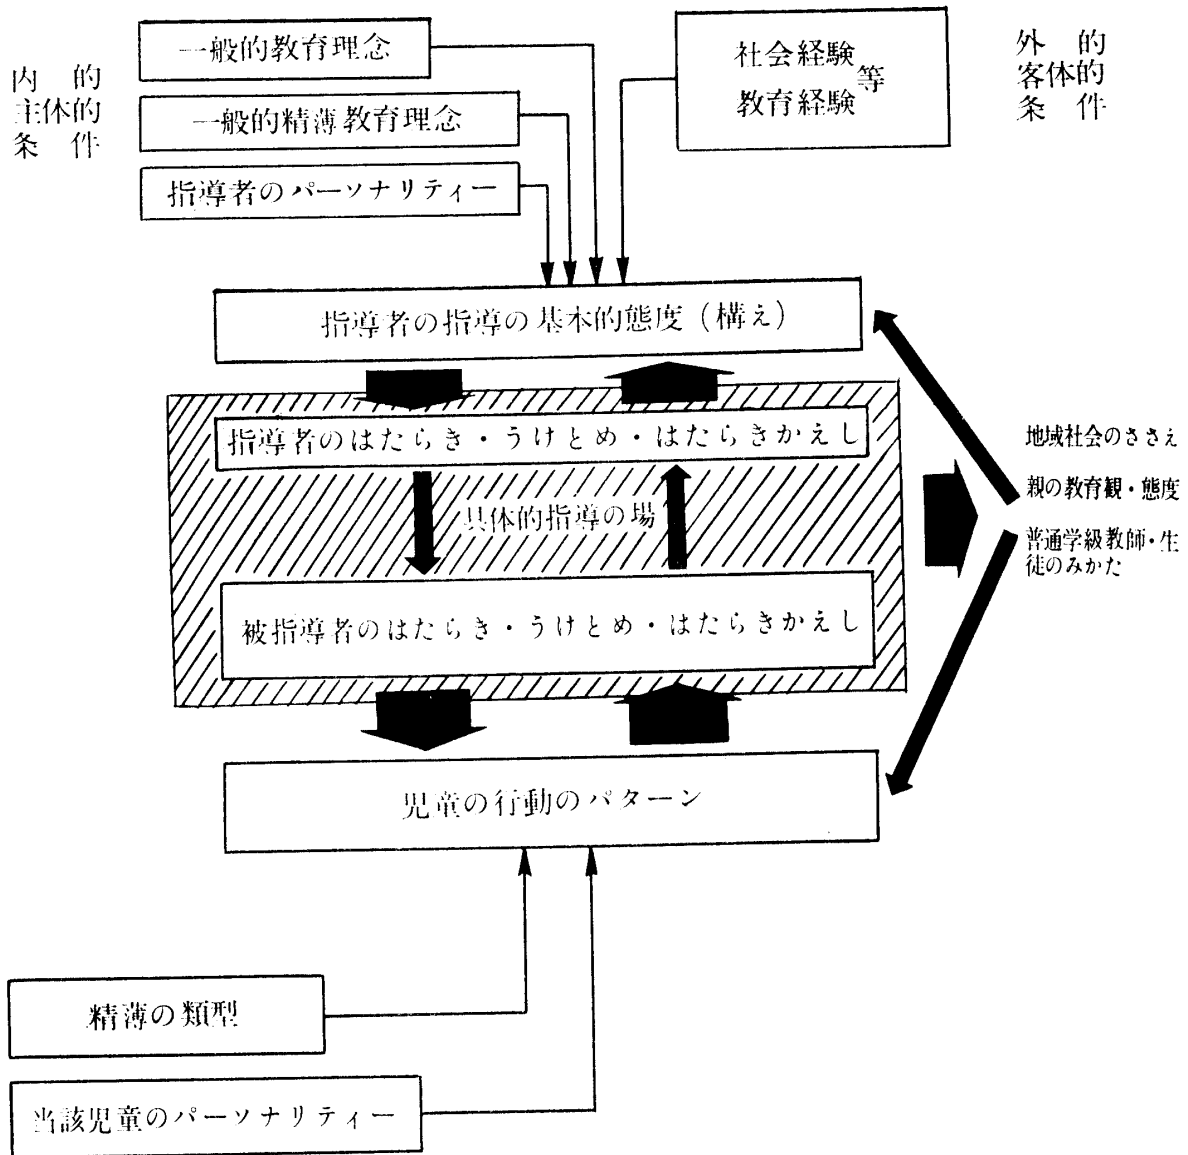 内的
主体的
条件
一般的教育理念
一般的精薄教育理念
指導者のパーソナリティー
社会経験
教育経験
等
外的
客体的
条件
指導者の指導の基本的態度（構え）
指導者のはたらき・うけとめ・はたらきかえし
具体的指導の場
被指導者のはたらき・うけとめ・はたらきかえし
地域社会のささえ
親の教育観・態度
普通学級教師・生
徒のみかた
児童の行動のパターン
精薄の類型
当該児童のパーソナリティー